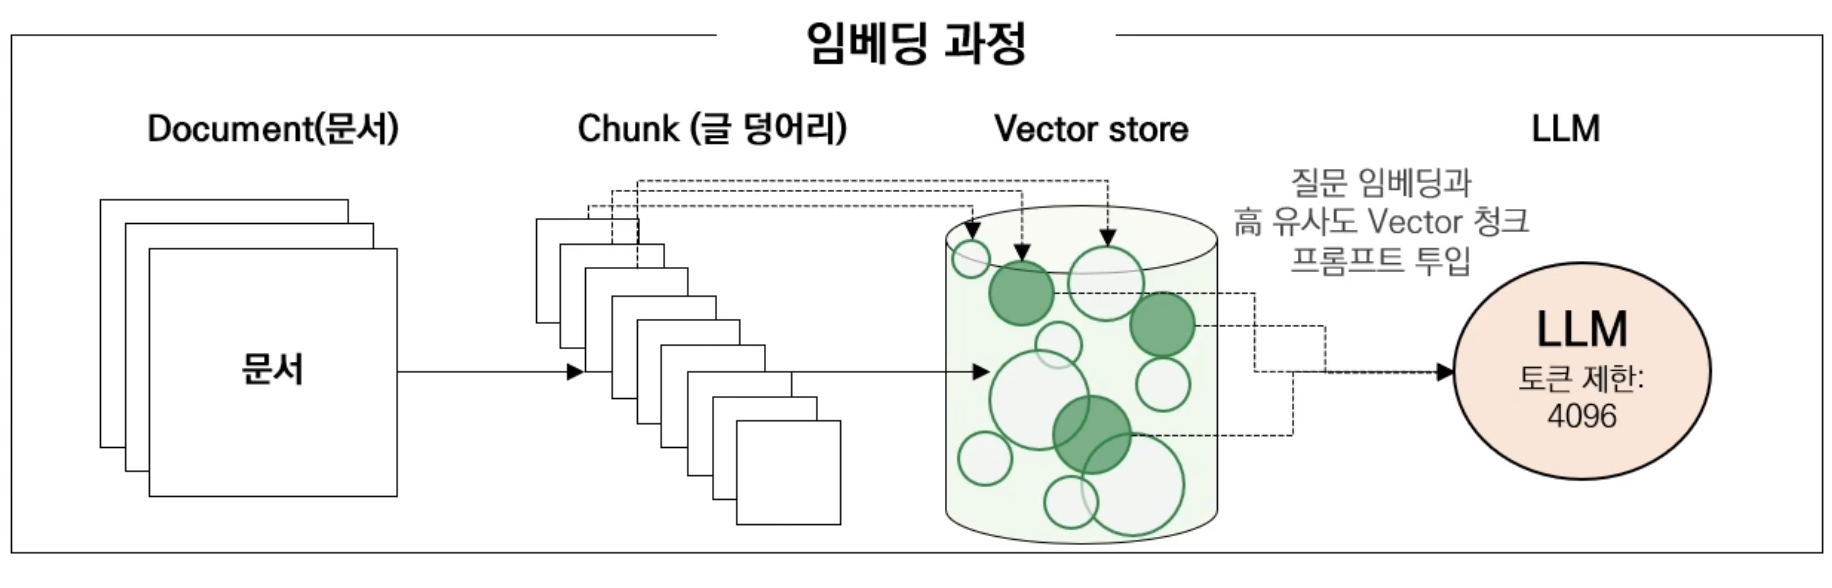 임베딩 과정
Document(문서)
Chunk (글 덩어리)
Vector store
LLM
질문 임베딩과
高 유사도 Vector 청크
프롬프트 투입
문서
LLM
토큰 제한:
4096